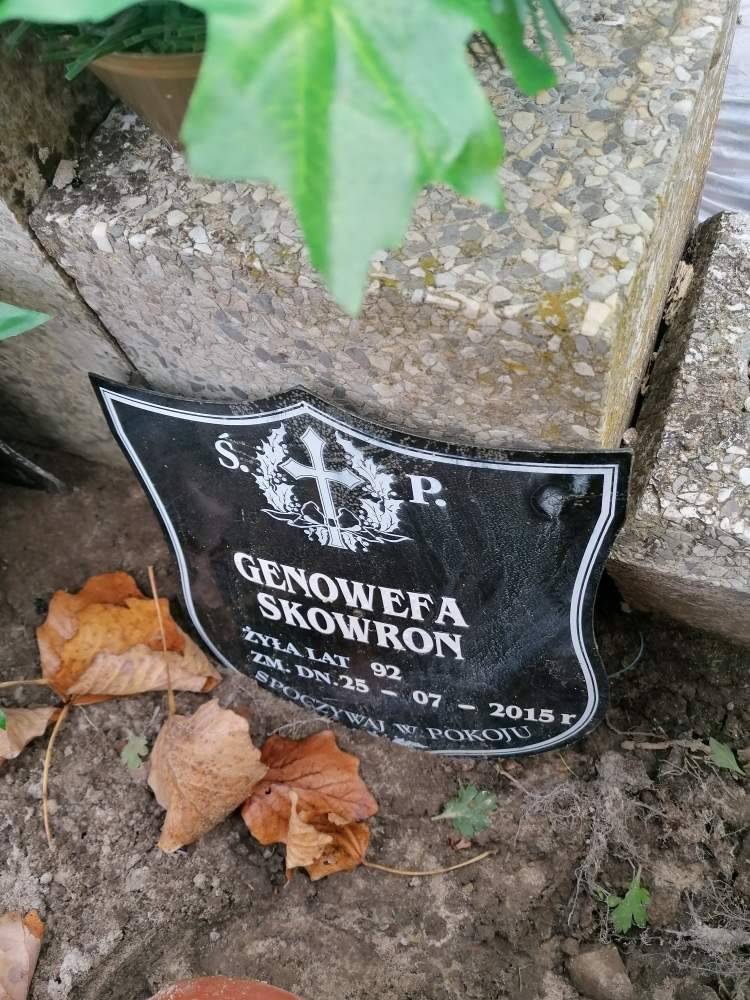 Ś. P.
GENOWEFA
SKOWRON
ŻYŁA LAT 92
ZM. DN. 25 - 07 - 2015 r
SPOCZYWAJ W POKOJU